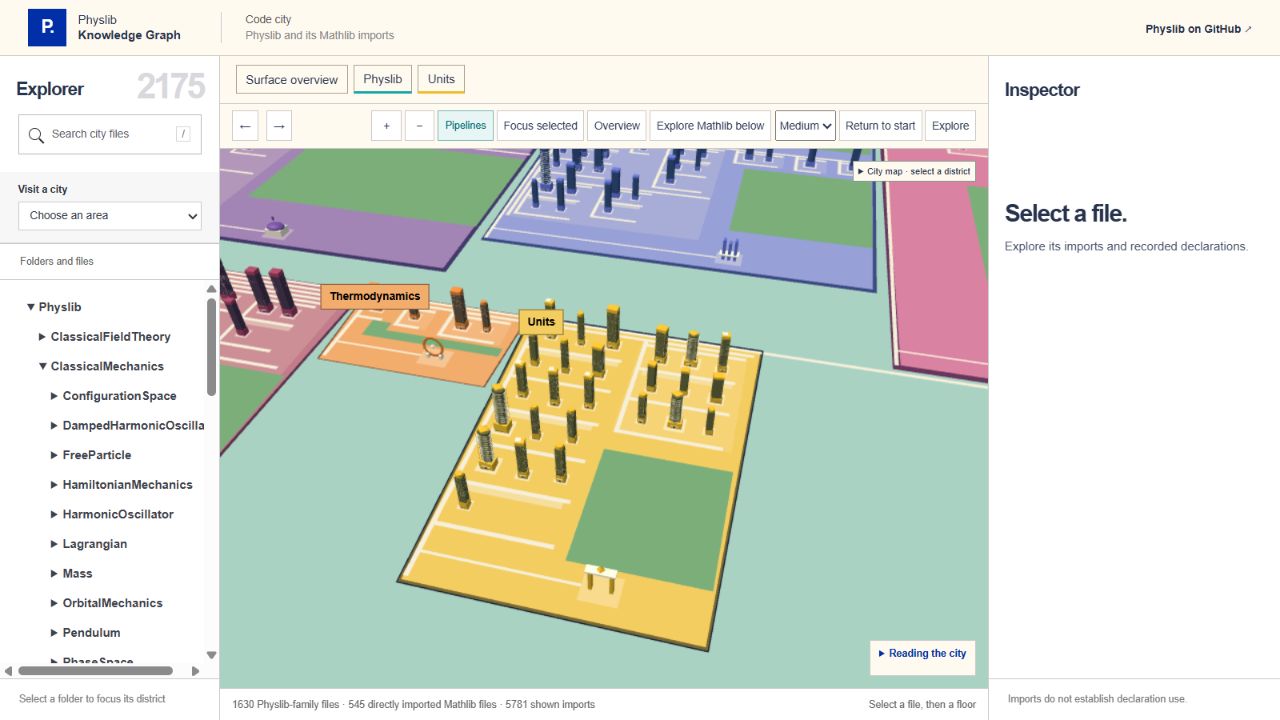 P.
Physlib
Knowledge Graph
Code city
Physlib and its Mathlib imports
Physlib on GitHub ↗
Explorer
2175
Search city files
/
Visit a city
Choose an area
Folders and files
▼ Physlib
▶ ClassicalFieldTheory
▼ ClassicalMechanics
▶ ConfigurationSpace
▶ DampedHarmonicOscilla
▶ FreeParticle
▶ HamiltonianMechanics
▶ HarmonicOscillator
▶ Lagrangian
▶ Mass
▶ OrbitalMechanics
▶ Pendulum
▶ PhaseSpace
Select a folder to focus its district
Surface overview
Physlib
Units
← → + − Pipelines Focus selected Overview Explore Mathlib below Medium Return to start Explore
▶ City map · select a district
Thermodynamics
Units
▶ Reading the city
1630 Physlib-family files · 545 directly imported Mathlib files · 5781 shown imports
Select a file, then a floor
Inspector
Select a file.
Explore its imports and recorded declarations.
Imports do not establish declaration use.